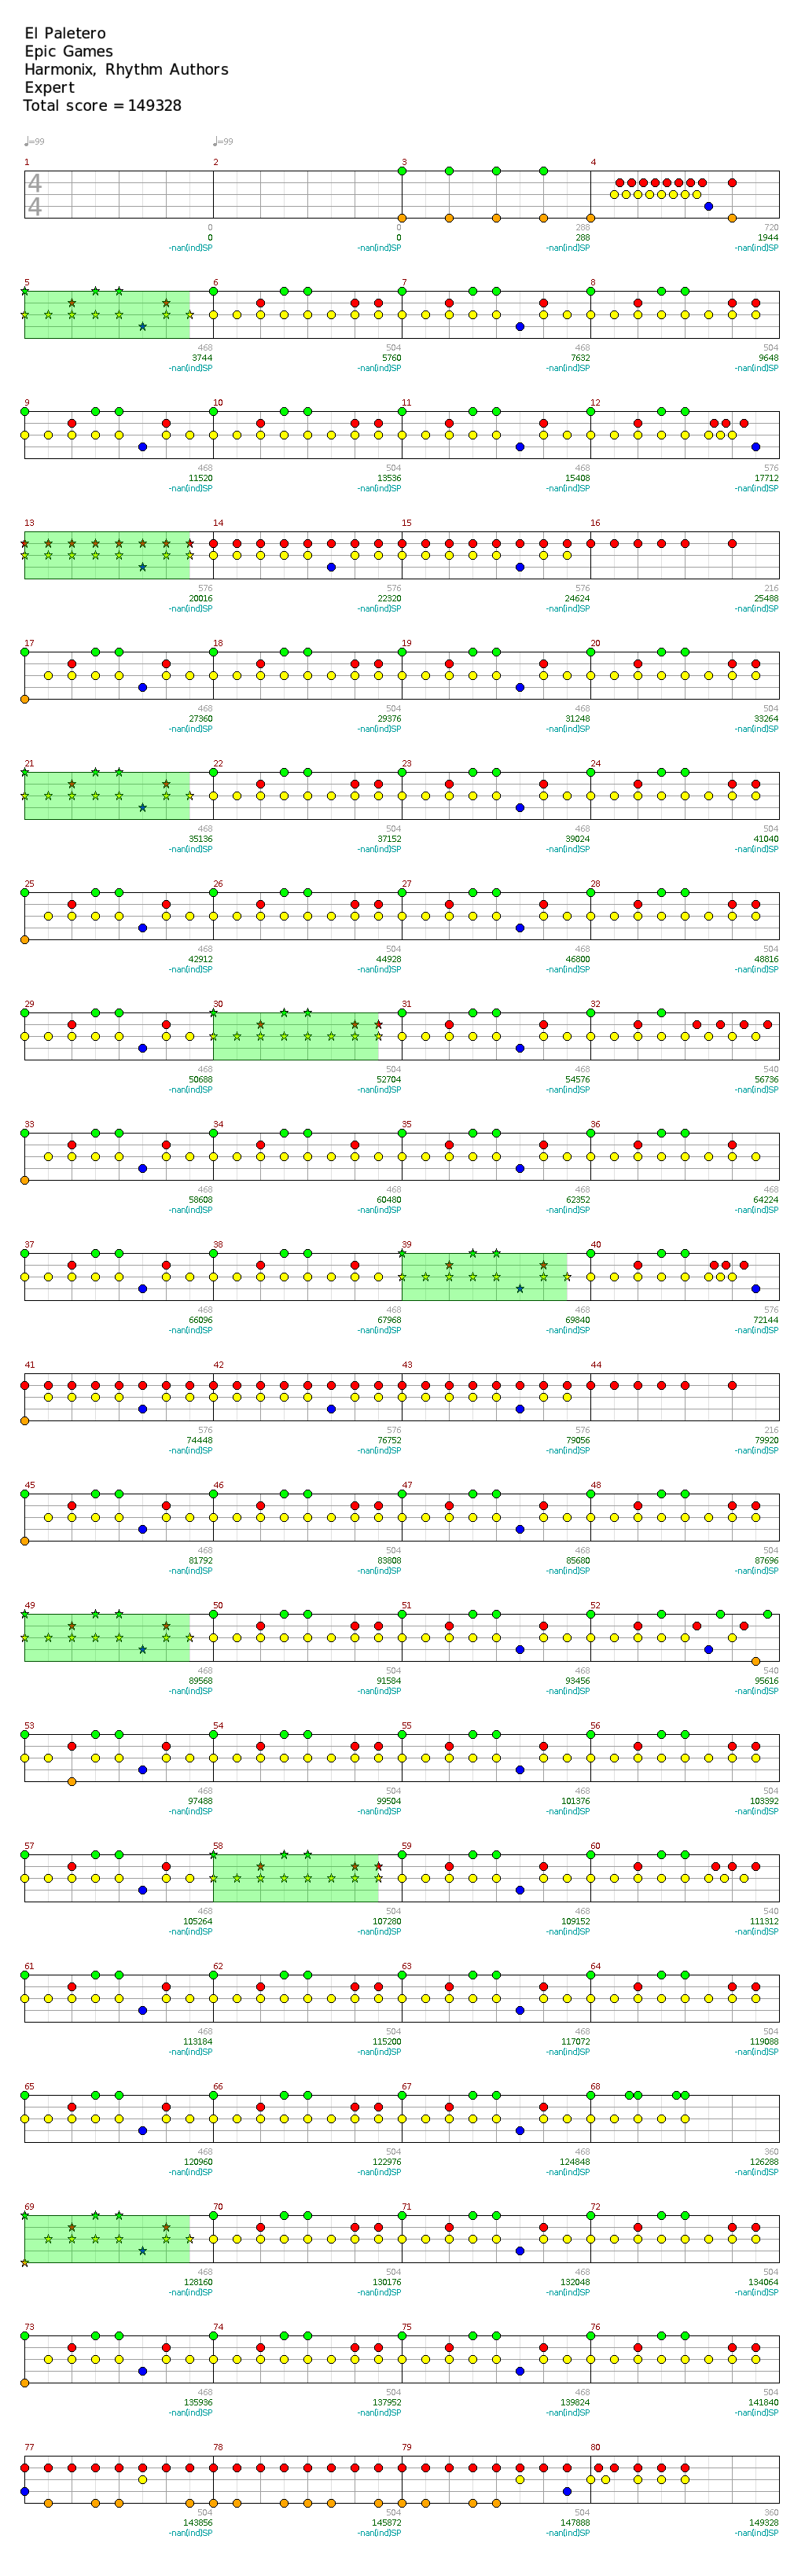 El Paletero
Epic Games
Harmonix, Rhythm Authors
Expert
Total score = 149328
♩=99 ♩=99
1 2 3 4
4
4
0 0 288 720
0 0 288 1944
-nan(ind)SP -nan(ind)SP -nan(ind)SP -nan(ind)SP
5 6 7 8
468 504 468 504
3744 5760 7632 9648
-nan(ind)SP -nan(ind)SP -nan(ind)SP -nan(ind)SP
9 10 11 12
468 504 468 576
11520 13536 15408 17712
-nan(ind)SP -nan(ind)SP -nan(ind)SP -nan(ind)SP
13 14 15 16
576 576 576 216
20016 22320 24624 25488
-nan(ind)SP -nan(ind)SP -nan(ind)SP -nan(ind)SP
17 18 19 20
468 504 468 504
27360 29376 31248 33264
-nan(ind)SP -nan(ind)SP -nan(ind)SP -nan(ind)SP
21 22 23 24
468 504 468 504
35136 37152 39024 41040
-nan(ind)SP -nan(ind)SP -nan(ind)SP -nan(ind)SP
25 26 27 28
468 504 468 504
42912 44928 46800 48816
-nan(ind)SP -nan(ind)SP -nan(ind)SP -nan(ind)SP
29 30 31 32
468 504 468 540
50688 52704 54576 56736
-nan(ind)SP -nan(ind)SP -nan(ind)SP -nan(ind)SP
33 34 35 36
468 468 468 468
58608 60480 62352 64224
-nan(ind)SP -nan(ind)SP -nan(ind)SP -nan(ind)SP
37 38 39 40
468 468 468 576
66096 67968 69840 72144
-nan(ind)SP -nan(ind)SP -nan(ind)SP -nan(ind)SP
41 42 43 44
576 576 576 216
74448 76752 79056 79920
-nan(ind)SP -nan(ind)SP -nan(ind)SP -nan(ind)SP
45 46 47 48
468 504 468 504
81792 83808 85680 87696
-nan(ind)SP -nan(ind)SP -nan(ind)SP -nan(ind)SP
49 50 51 52
468 504 468 540
89568 91584 93456 95616
-nan(ind)SP -nan(ind)SP -nan(ind)SP -nan(ind)SP
53 54 55 56
468 504 468 504
97488 99504 101376 103392
-nan(ind)SP -nan(ind)SP -nan(ind)SP -nan(ind)SP
57 58 59 60
468 504 468 540
105264 107280 109152 111312
-nan(ind)SP -nan(ind)SP -nan(ind)SP -nan(ind)SP
61 62 63 64
468 504 468 504
113184 115200 117072 119088
-nan(ind)SP -nan(ind)SP -nan(ind)SP -nan(ind)SP
65 66 67 68
468 504 468 360
120960 122976 124848 126288
-nan(ind)SP -nan(ind)SP -nan(ind)SP -nan(ind)SP
69 70 71 72
468 504 468 504
128160 130176 132048 134064
-nan(ind)SP -nan(ind)SP -nan(ind)SP -nan(ind)SP
73 74 75 76
468 504 468 504
135936 137952 139824 141840
-nan(ind)SP -nan(ind)SP -nan(ind)SP -nan(ind)SP
77 78 79 80
504 504 504 360
143856 145872 147888 149328
-nan(ind)SP -nan(ind)SP -nan(ind)SP -nan(ind)SP